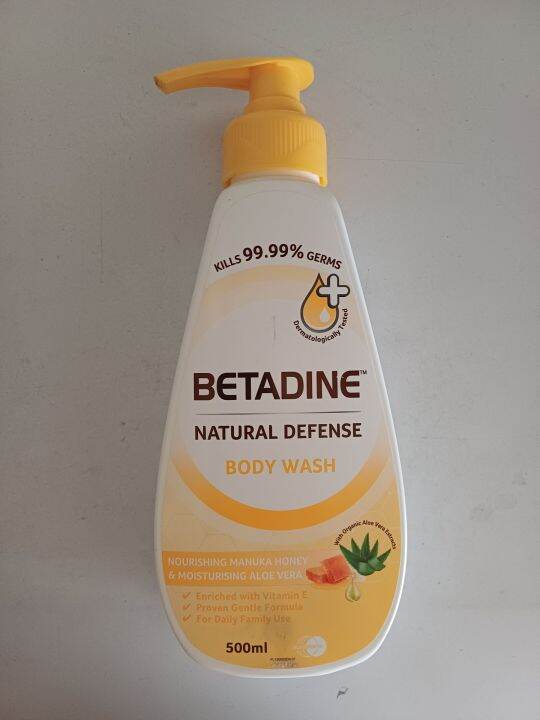 KILLS 99.99% GERMS
Dermatologically Tested
BETADINE™
NATURAL DEFENSE
BODY WASH
With Organic Aloe Vera Extracts
NOURISHING MANUKA HONEY
& MOISTURISING ALOE VERA
✓ Enriched with Vitamin E
✓ Proven Gentle Formula
✓ For Daily Family Use
500ml